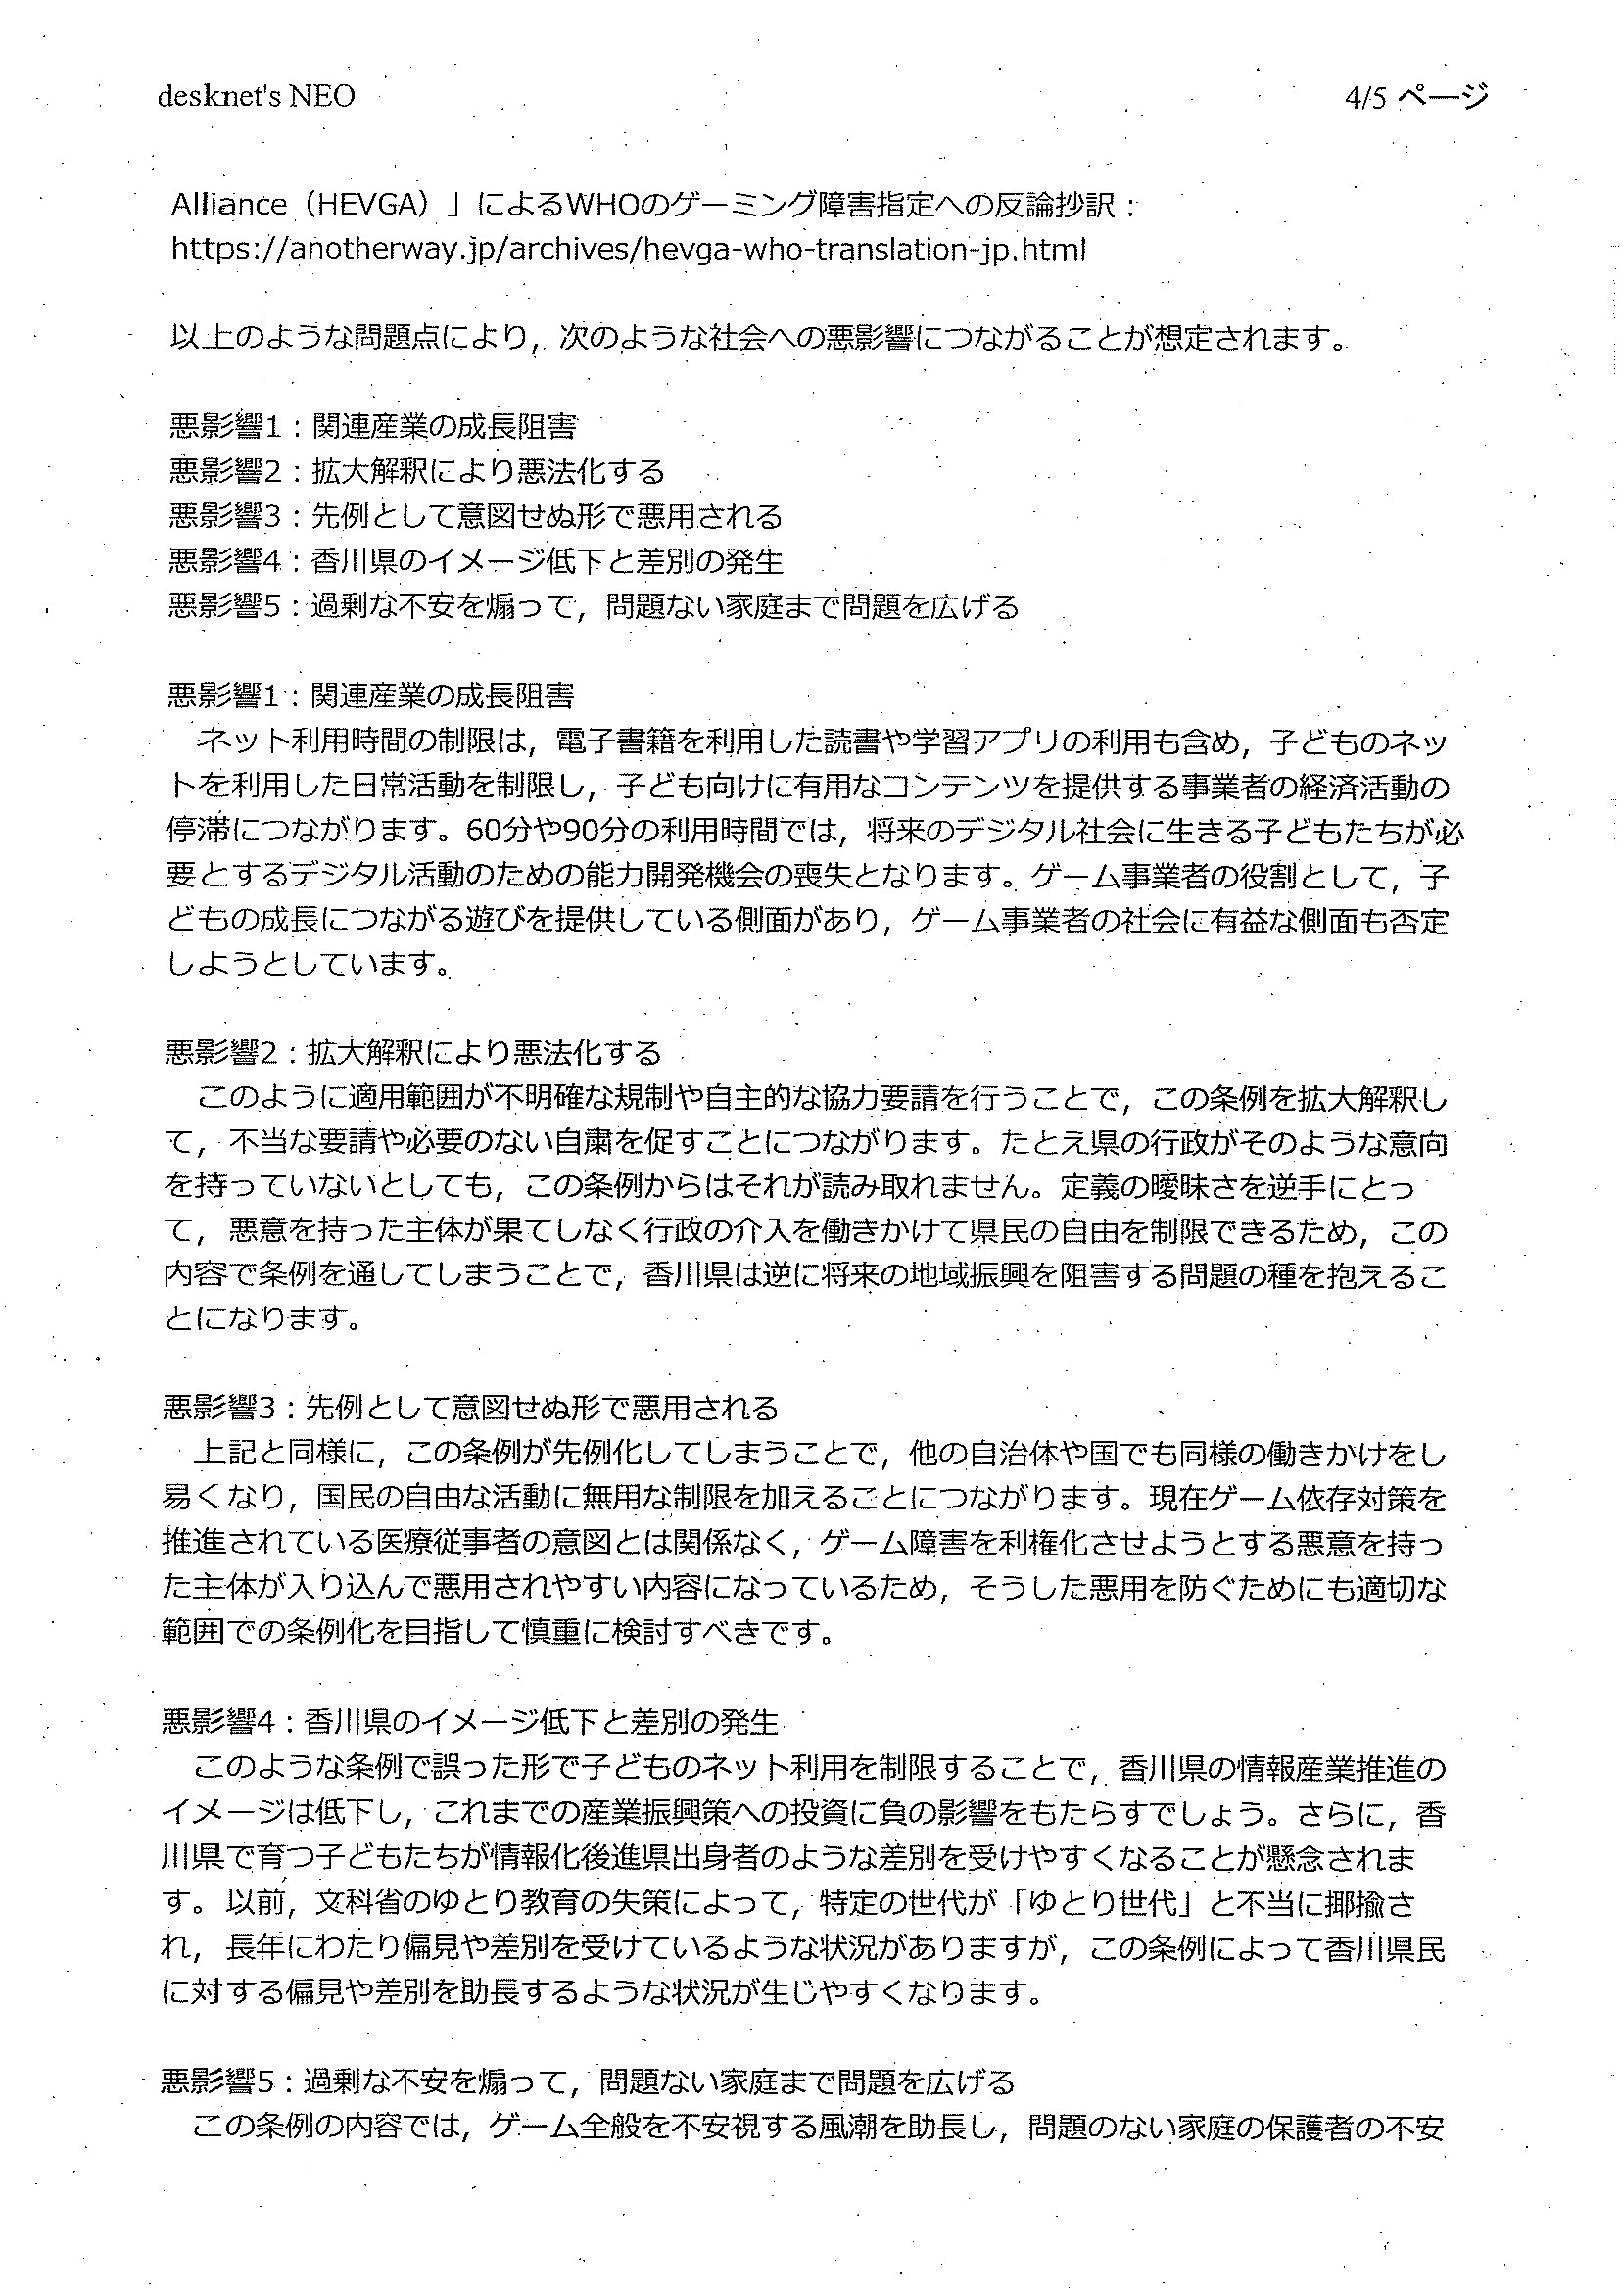 desknet's NEO
4/5 ページ
Alliance（HEVGA）」によるWHOのゲーミング障害指定への反論抄訳：
https://anotherway.jp/archives/hevga-who-translation-jp.html
以上のような問題点により，次のような社会への悪影響につながることが想定されます。
悪影響1：関連産業の成長阻害
悪影響2：拡大解釈により悪法化する
悪影響3：先例として意図せぬ形で悪用される
悪影響4：香川県のイメージ低下と差別の発生
悪影響5：過剰な不安を煽って，問題ない家庭まで問題を広げる
悪影響1：関連産業の成長阻害
ネット利用時間の制限は，電子書籍を利用した読書や学習アプリの利用も含め，子どものネッ
トを利用した日常活動を制限し，子ども向けに有用なコンテンツを提供する事業者の経済活動の
停滞につながります。60分や90分の利用時間では，将来のデジタル社会に生きる子どもたちが必
要とするデジタル活動のための能力開発機会の喪失となります。ゲーム事業者の役割として，子
どもの成長につながる遊びを提供している側面があり，ゲーム事業者の社会に有益な側面も否定
しようとしています。
悪影響2：拡大解釈により悪法化する
このように適用範囲が不明確な規制や自主的な協力要請を行うことで，この条例を拡大解釈し
て，不当な要請や必要のない自粛を促すことにつながります。たとえ県の行政がそのような意向
を持っていないとしても，この条例からはそれが読み取れません。定義の曖昧さを逆手にとっ
て，悪意を持った主体が果てしなく行政の介入を働きかけて県民の自由を制限できるため，この
内容で条例を通してしまうことで，香川県は逆に将来の地域振興を阻害する問題の種を抱えるこ
とになります。
悪影響3：先例として意図せぬ形で悪用される
上記と同様に，この条例が先例化してしまうことで，他の自治体や国でも同様の働きかけをし
易くなり，国民の自由な活動に無用な制限を加えることにつながります。現在ゲーム依存対策を
推進されている医療従事者の意図とは関係なく，ゲーム障害を利権化させようとする悪意を持っ
た主体が入り込んで悪用されやすい内容になっているため，そうした悪用を防ぐためにも適切な
範囲での条例化を目指して慎重に検討すべきです。
悪影響4：香川県のイメージ低下と差別の発生
このような条例で誤った形で子どものネット利用を制限することで，香川県の情報産業推進の
イメージは低下し，これまでの産業振興策への投資に負の影響をもたらすでしょう。さらに，香
川県で育つ子どもたちが情報化後進県出身者のような差別を受けやすくなることが懸念されま
す。以前，文科省のゆとり教育の失策によって，特定の世代が「ゆとり世代」と不当に揶揄さ
れ，長年にわたり偏見や差別を受けているような状況がありますが，この条例によって香川県民
に対する偏見や差別を助長するような状況が生じやすくなります。
悪影響5：過剰な不安を煽って，問題ない家庭まで問題を広げる
この条例の内容では，ゲーム全般を不安視する風潮を助長し，問題のない家庭の保護者の不安